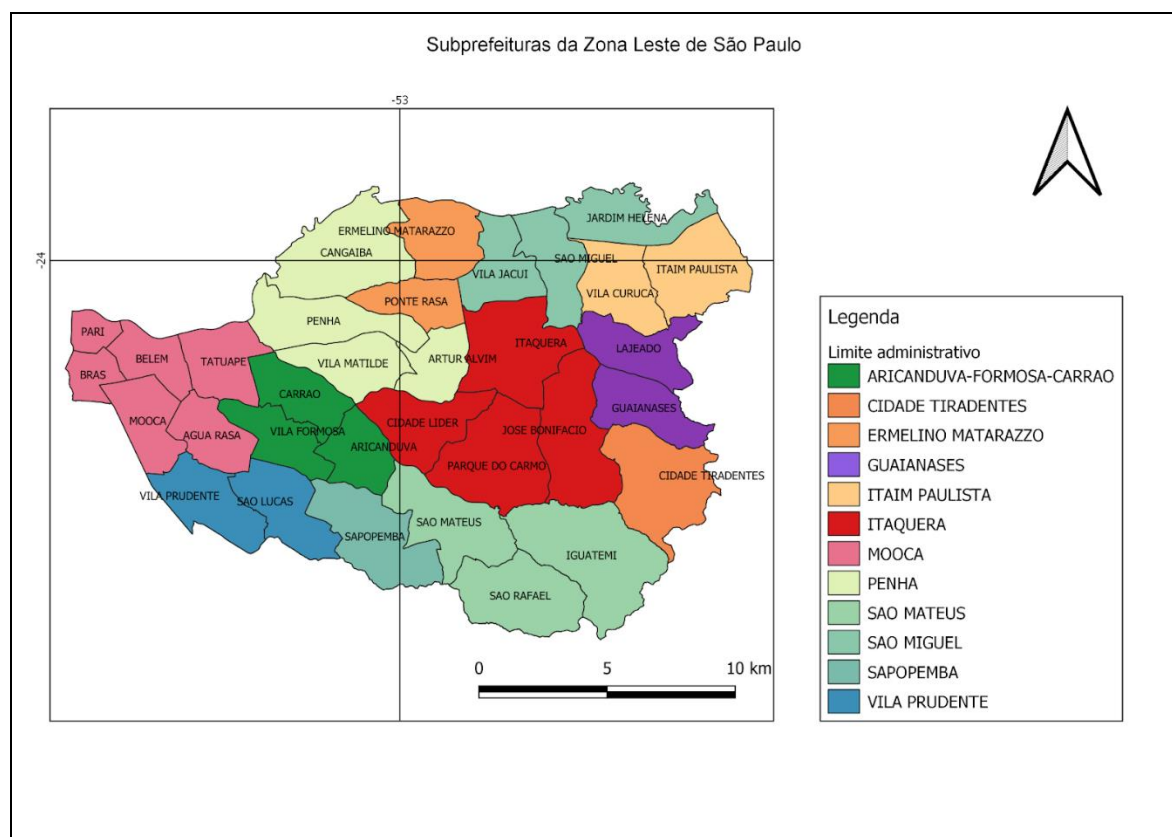 Subprefeituras da Zona Leste de São Paulo
-53
-24
JARDIM HELENA
ERMELINO MATARAZZO
CANGAIBA
SAO MIGUEL
VILA JACUI
ITAIM PAULISTA
VILA CURUCA
PONTE RASA
PENHA
PARI
BELEM
TATUAPE
VILA MATILDE
ARTUR ALVIM
ITAQUERA
LAJEADO
BRAS
CARRAO
GUAIANASES
MOOCA
AGUA RASA
VILA FORMOSA
CIDADE LIDER
JOSE BONIFACIO
ARICANDUVA
PARQUE DO CARMO
CIDADE TIRADENTES
VILA PRUDENTE
SAO LUCAS
SAPOPEMBA
SAO MATEUS
IGUATEMI
SAO RAFAEL
0 5 10 km
Legenda
Limite administrativo
ARICANDUVA-FORMOSA-CARRAO
CIDADE TIRADENTES
ERMELINO MATARAZZO
GUAIANASES
ITAIM PAULISTA
ITAQUERA
MOOCA
PENHA
SAO MATEUS
SAO MIGUEL
SAPOPEMBA
VILA PRUDENTE